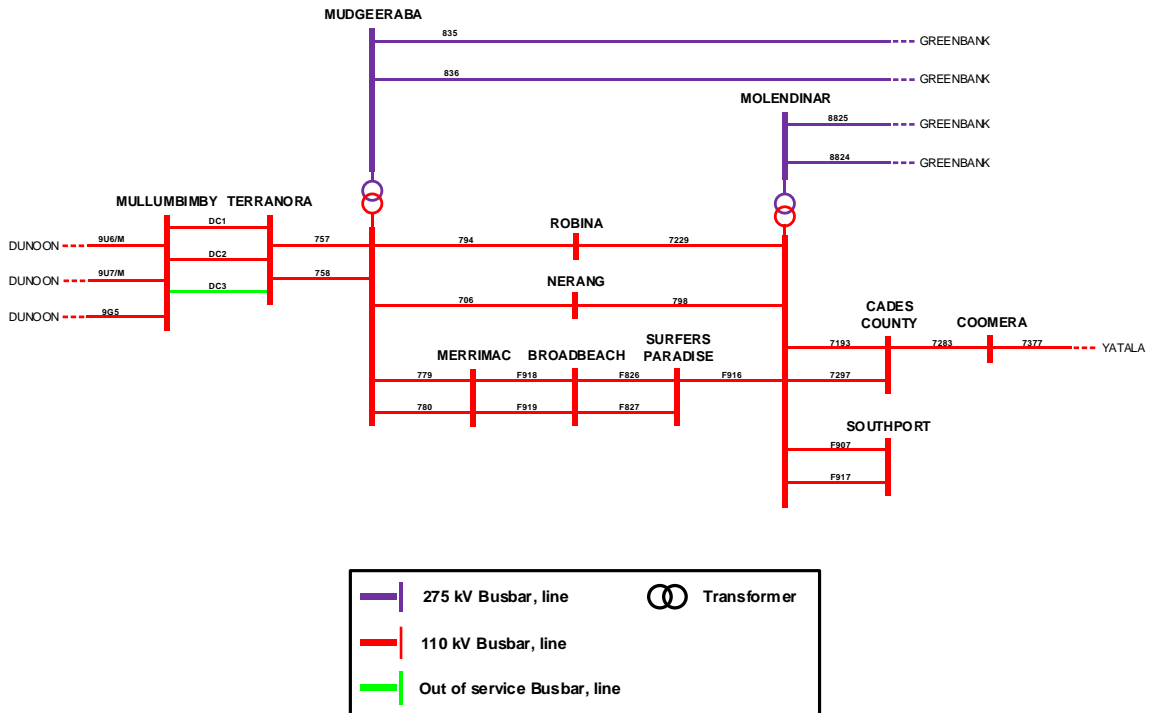 MUDGEERABA
835
GREENBANK
836
GREENBANK
MOLENDINAR
8825
GREENBANK
8824
GREENBANK
MULLUMBIMBY
TERRANORA
DC1
ROBINA
DUNOON
9U6/M
757
794
7229
DC2
DUNOON
9U7/M
758
NERANG
DC3
706
798
DUNOON
9G5
CADES
COUNTY
COOMERA
SURFERS
PARADISE
MERRIMAC
BROADBEACH
7193
7283
7377
YATALA
779
F918
F826
F916
7297
780
F919
F827
SOUTHPORT
F907
F917
275 kV Busbar, line
Transformer
110 kV Busbar, line
Out of service Busbar, line